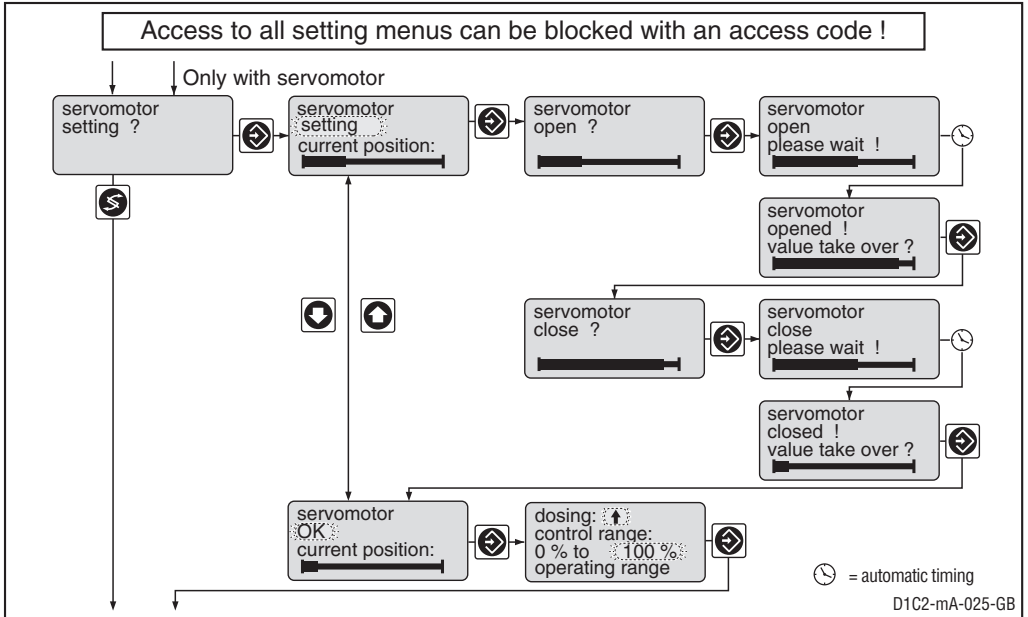 Access to all setting menus can be blocked with an access code !
Only with servomotor
servomotor
setting ?
servomotor
setting
current position:
servomotor
open ?
servomotor
open
please wait !
servomotor
opened !
value take over ?
servomotor
close ?
servomotor
close
please wait !
servomotor
closed !
value take over ?
servomotor
OK
current position:
dosing:
control range:
0 % to 100 %
operating range
= automatic timing
D1C2-mA-025-GB